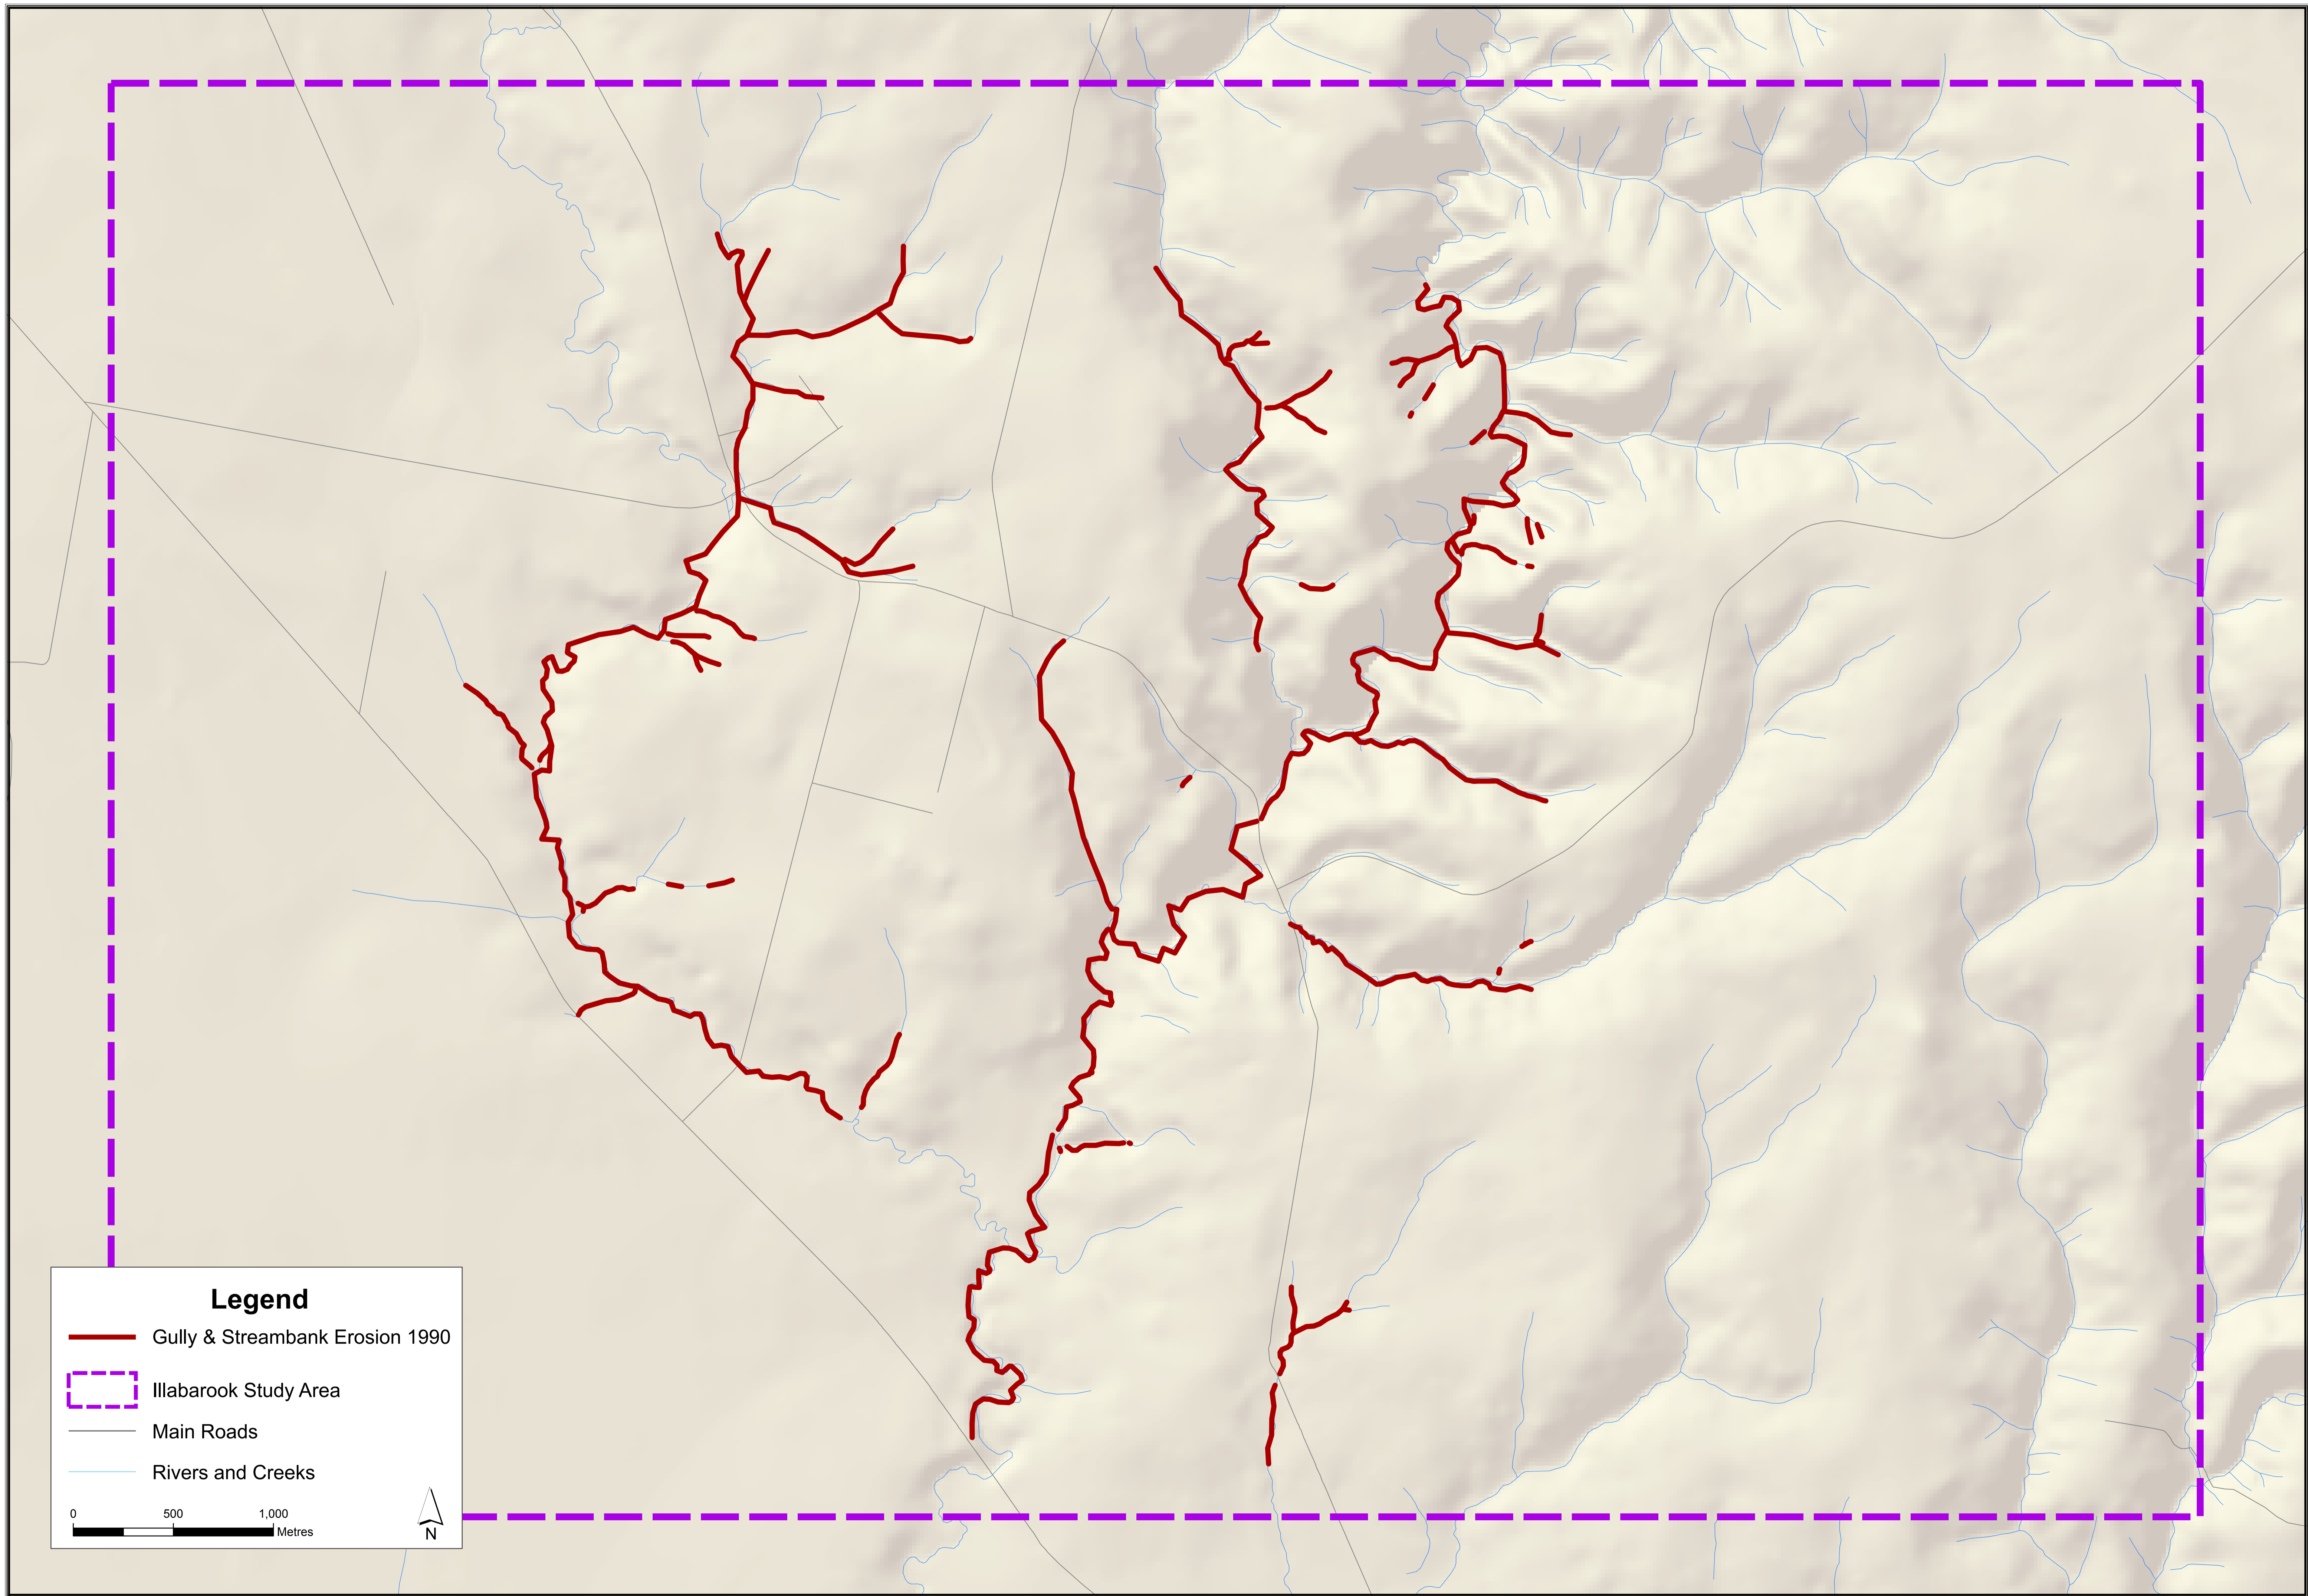 Legend
Gully & Streambank Erosion 1990
Illabarook Study Area
Main Roads
Rivers and Creeks
0 500 1,000
Metres
N